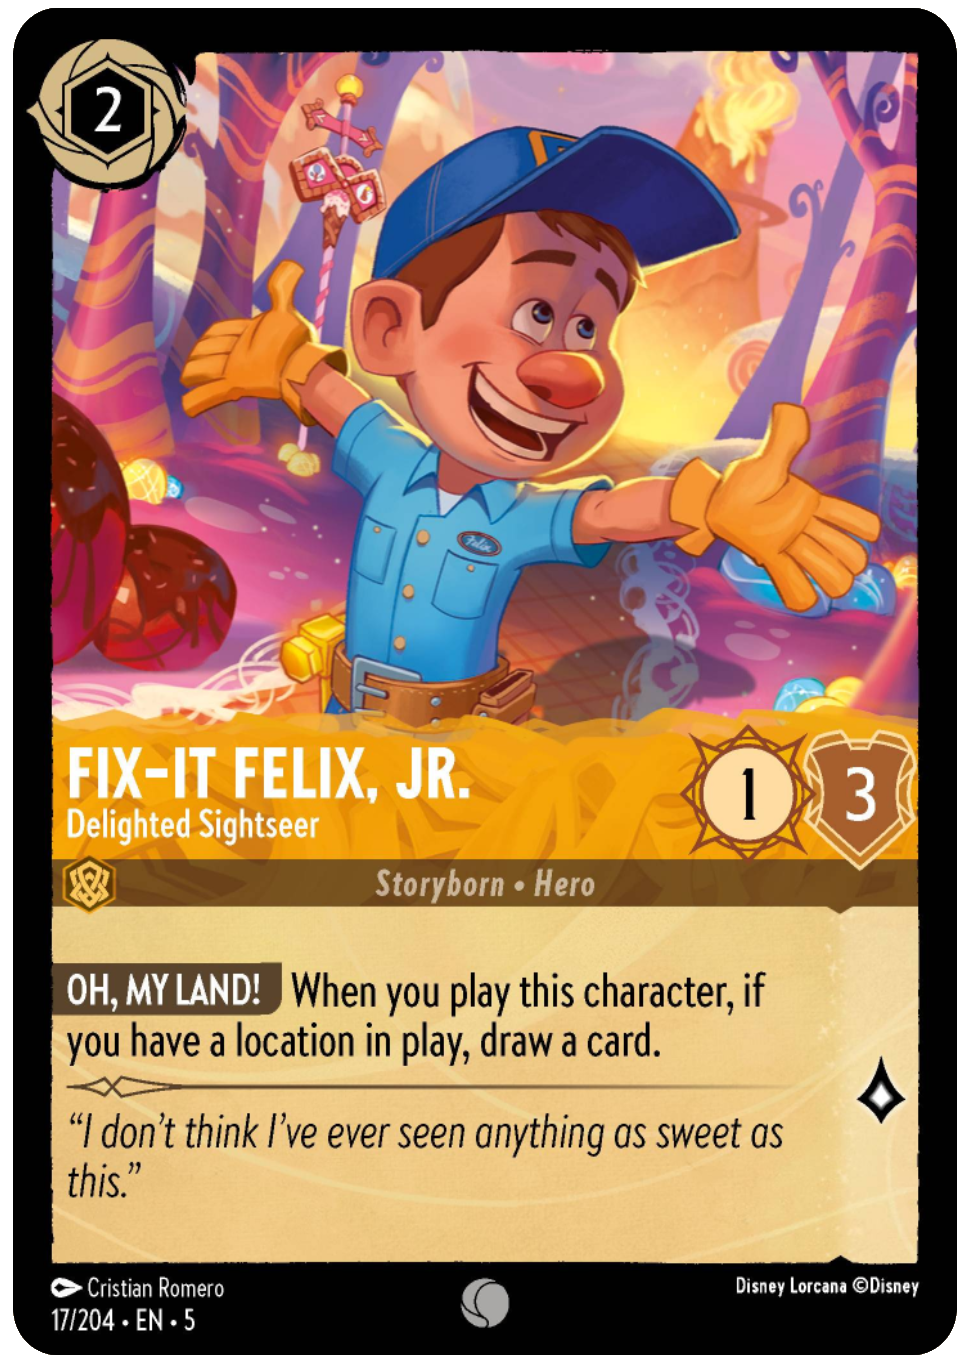 2
Felix
FIX-IT FELIX, JR.
Delighted Sightseer
1
3
Storyborn • Hero
OH, MY LAND! When you play this character, if
you have a location in play, draw a card.
“I don’t think I’ve ever seen anything as sweet as
this.”
Cristian Romero
17/204 • EN • 5
Disney Lorcana ©Disney